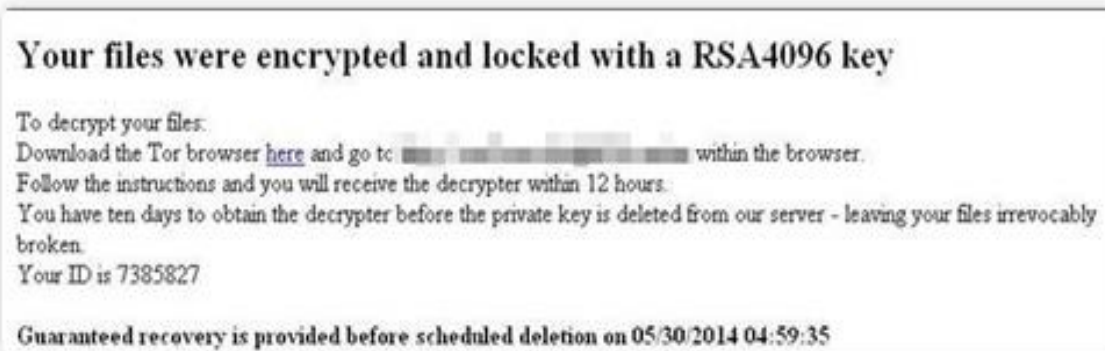 Your files were encrypted and locked with a RSA4096 key
To decrypt your files:
Download the Tor browser here and go to within the browser.
Follow the instructions and you will receive the decrypter within 12 hours.
You have ten days to obtain the decrypter before the private key is deleted from our server - leaving your files irrevocably
broken.
Your ID is 7385827
Guaranteed recovery is provided before scheduled deletion on 05/30/2014 04:59:35